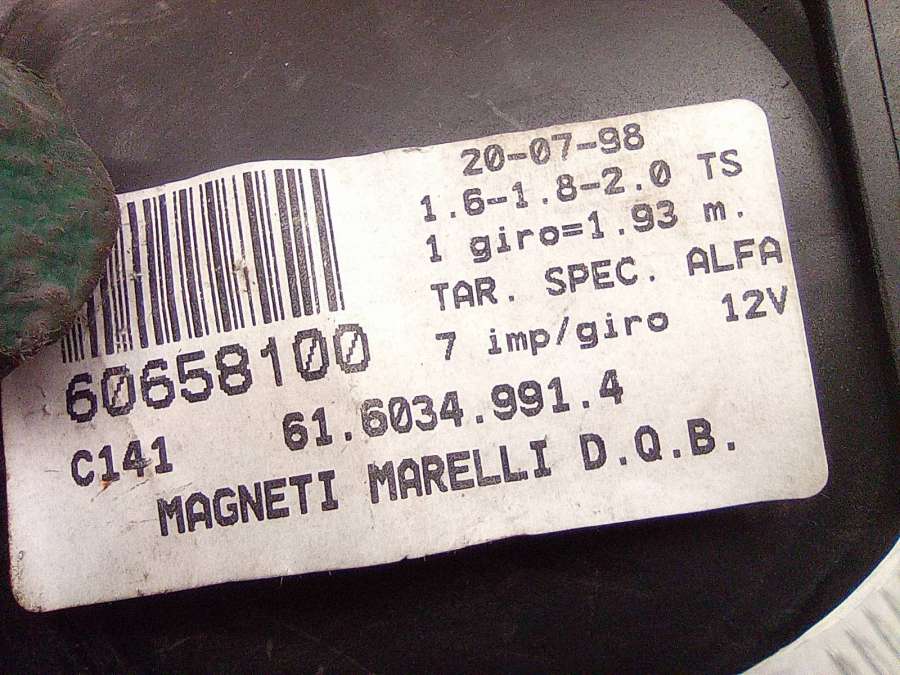 20-07-98
1.6-1.8-2.0 TS
1 giro=1.93 m.
TAR. SPEC. ALFA
7 imp/giro 12V
60658100
61.6034.991.4
C141
MAGNETI MARELLI D.Q.B.